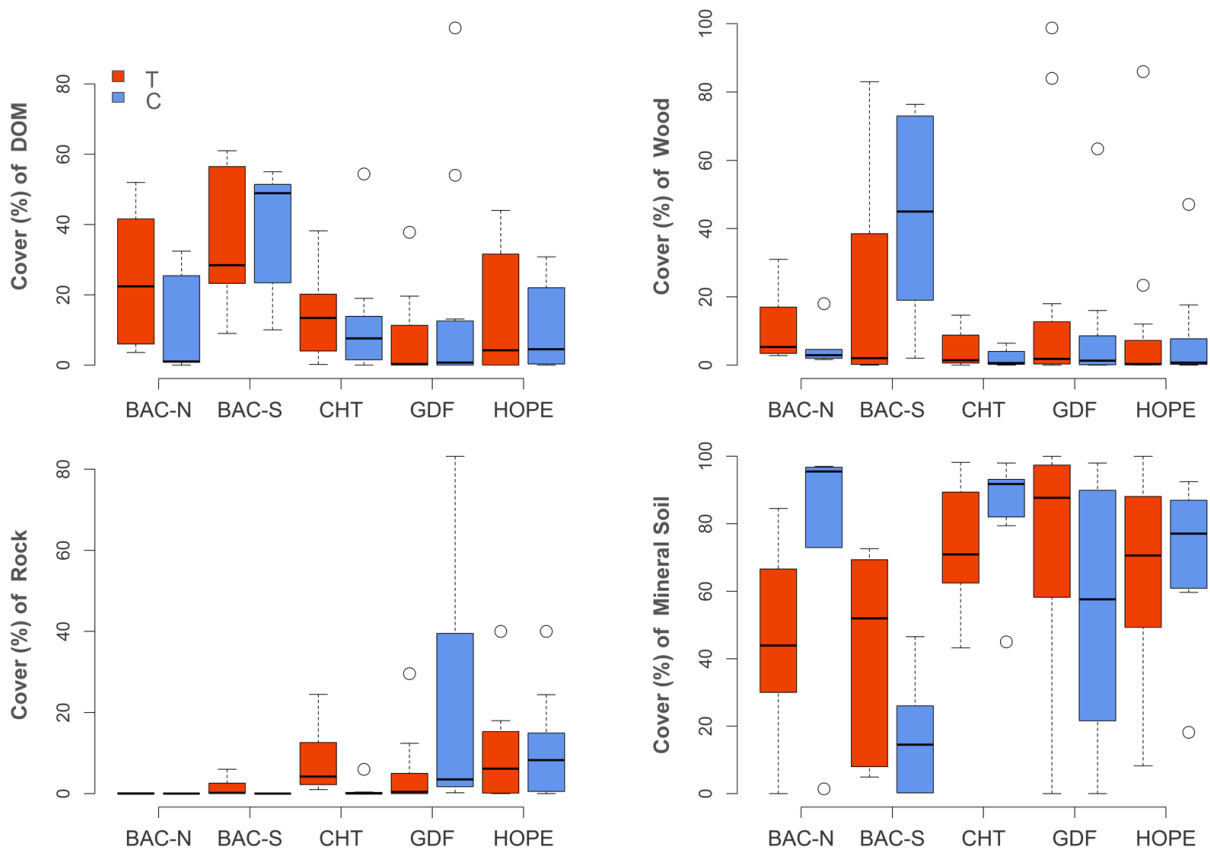 Cover (%) of DOM
80
60
40
20
0
T
C
BAC-N BAC-S CHT GDF HOPE
Cover (%) of Wood
100
80
60
40
20
0
BAC-N BAC-S CHT GDF HOPE
Cover (%) of Rock
80
60
40
20
0
BAC-N BAC-S CHT GDF HOPE
Cover (%) of Mineral Soil
100
80
60
40
20
0
BAC-N BAC-S CHT GDF HOPE